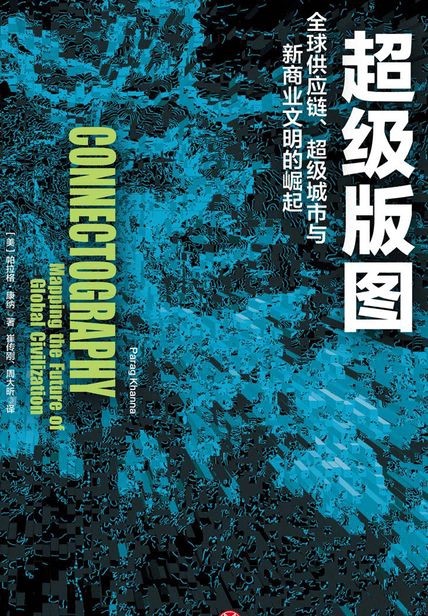 超级版图
全球供应链、超级城市与
新商业文明的崛起
CONNECTOGRAPHY
Mapping the Future of
Global Civilization
Parag Khanna
[美]帕拉格·康纳 著
崔传刚、周大昕 译